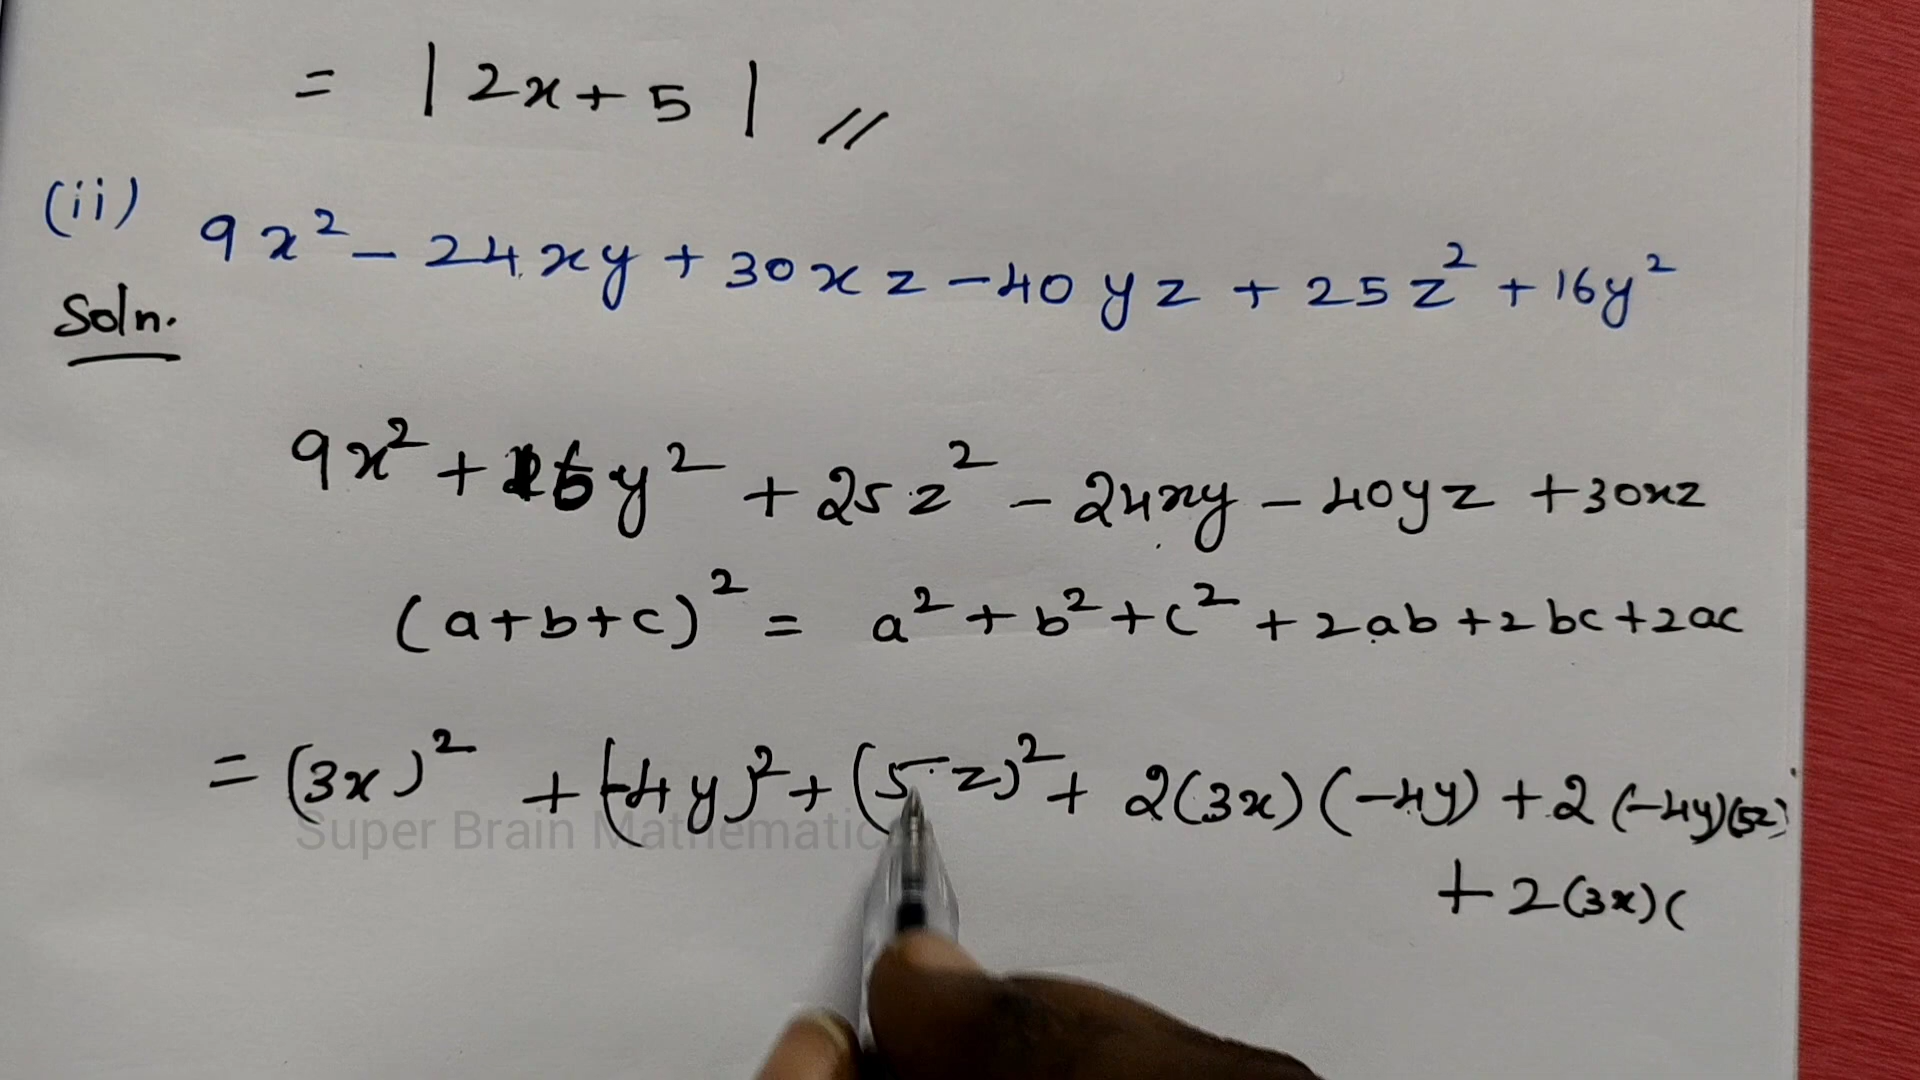 = |2x+5| //
(ii) 9x² - 24xy + 30xz - 40yz + 25z² + 16y²
Soln.
9x² + 16y² + 25z² - 24xy - 40yz + 30xz
(a+b+c)² = a² + b² + c² + 2ab + 2bc + 2ac
= (3x)² + (-4y)² + (5z)² + 2(3x)(-4y) + 2(-4y)(5z)
+ 2(3x)(
Super Brain Mathematic